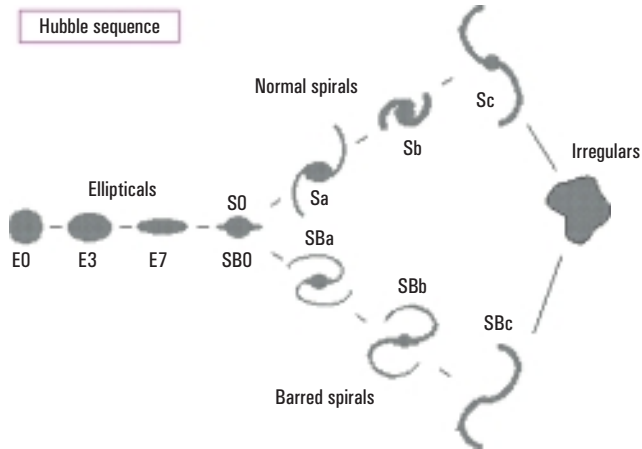 Hubble sequence
Normal spirals
Sc
Sb
Irregulars
Ellipticals
S0
Sa
SBa
E0
E3
E7
SB0
SBb
SBc
Barred spirals